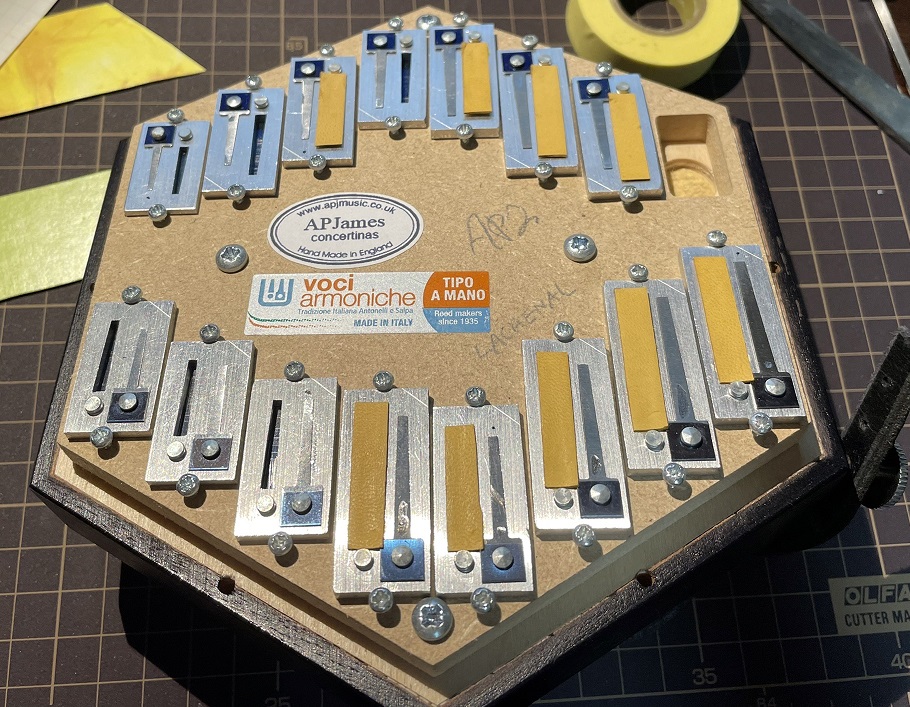 www.apjmusic.co.uk
APJames
concertinas
Hand Made in England
AP2
voci
armoniche
Tradizione Italiana Antonelli e Salpa
MADE IN ITALY
TIPO
A MANO
Reed makers
since 1935
LACHENAL
OLFA
CUTTER MA
40
35
25